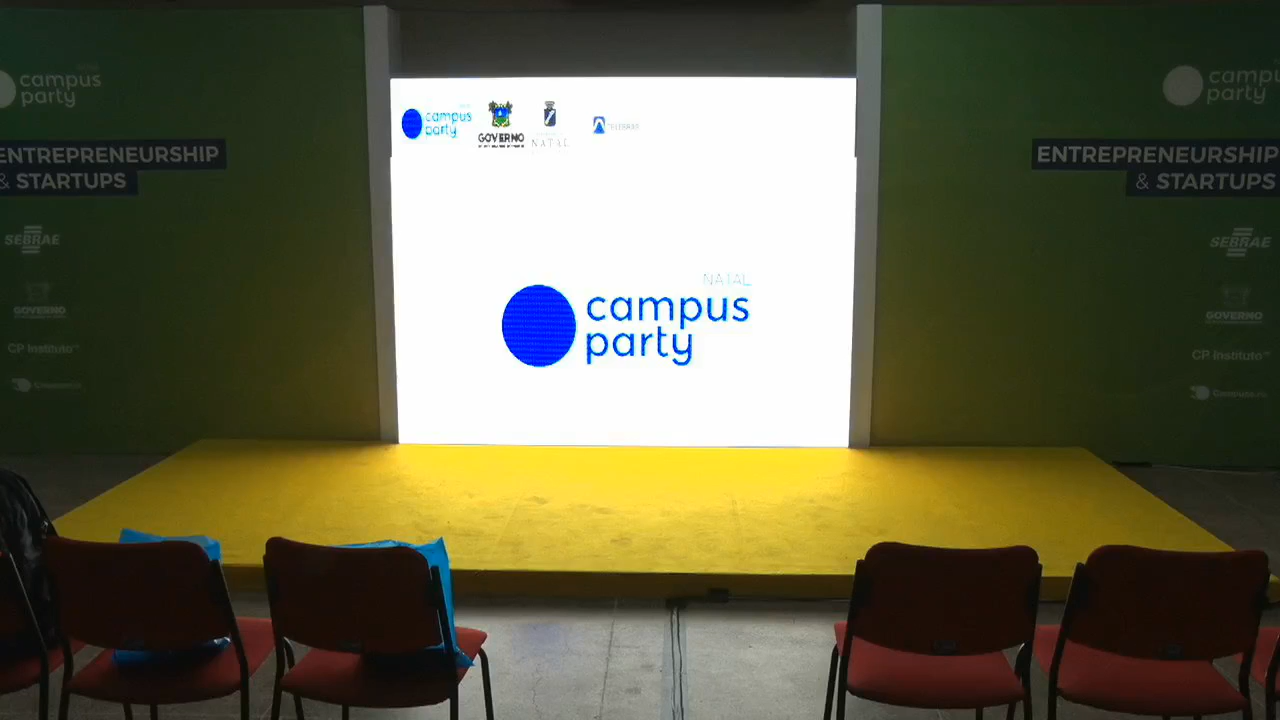 campus
party
ENTREPRENEURSHIP
& STARTUPS
SEBRAE
GOVERNO
CP Instituto
campus
party
GOVERNO
NATAL
NATAL
campus
party
campu
party
ENTREPRENEURSHIP
& STARTUPS
SEBRAE
GOVERNO
CP Instituto